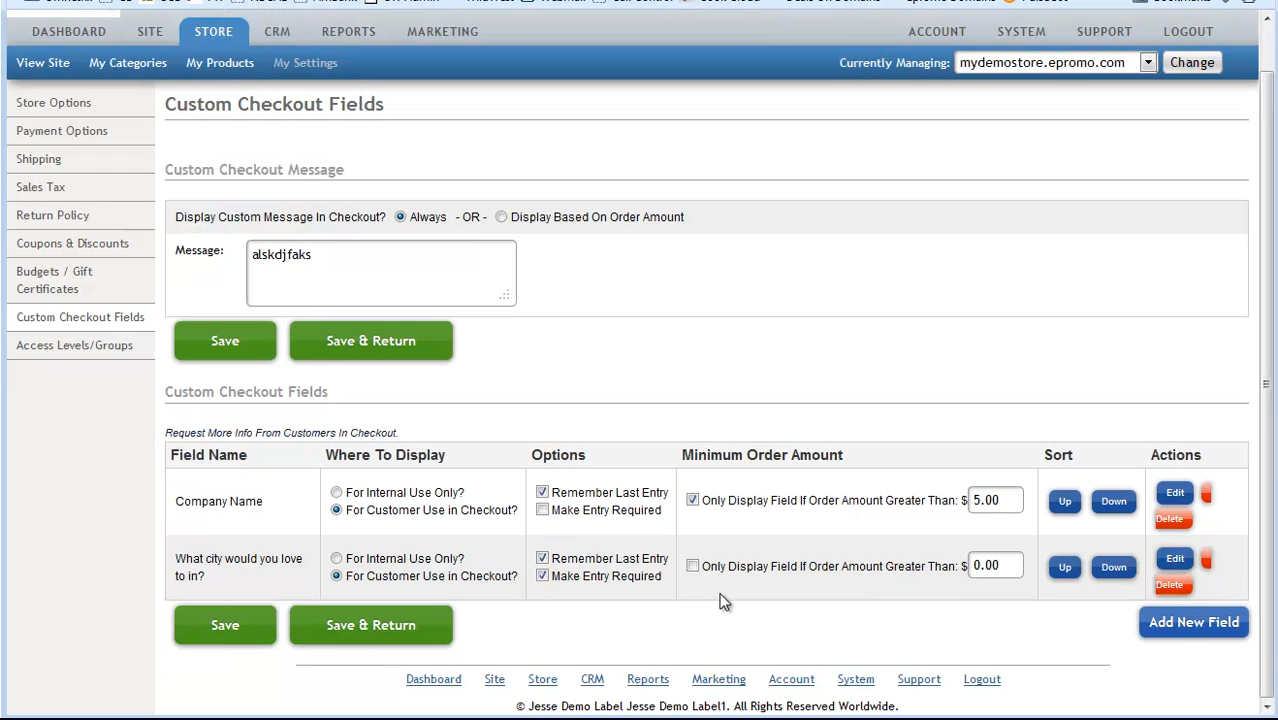 DASHBOARD SITE STORE CRM REPORTS MARKETING ACCOUNT SYSTEM SUPPORT LOGOUT
View Site My Categories My Products My Settings Currently Managing: mydemostore.epromo.com Change
Store Options
Payment Options
Shipping
Sales Tax
Return Policy
Coupons & Discounts
Budgets / Gift
Certificates
Custom Checkout Fields
Access Levels/Groups
Custom Checkout Fields
Custom Checkout Message
Display Custom Message In Checkout? Always - OR - Display Based On Order Amount
Message: alskdjfaks
Save Save & Return
Custom Checkout Fields
Request More Info From Customers In Checkout.
Field Name Where To Display Options Minimum Order Amount Sort Actions
Company Name For Internal Use Only? Remember Last Entry Only Display Field If Order Amount Greater Than: $ 5.00 Up Down Edit
For Customer Use in Checkout? Make Entry Required Delete
What city would you love For Internal Use Only? Remember Last Entry Only Display Field If Order Amount Greater Than: $ 0.00 Up Down Edit
to in? For Customer Use in Checkout? Make Entry Required Delete
Save Save & Return Add New Field
Dashboard Site Store CRM Reports Marketing Account System Support Logout
© Jesse Demo Label Jesse Demo Label1. All Rights Reserved Worldwide.